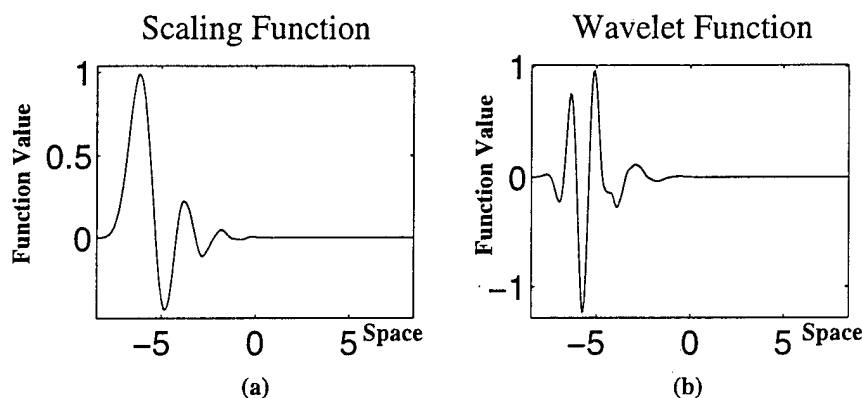 Scaling Function
Function Value
1
0.5
0
−5
0
5
Space
(a)
Wavelet Function
Function Value
1
0
−1
−5
0
5
Space
(b)